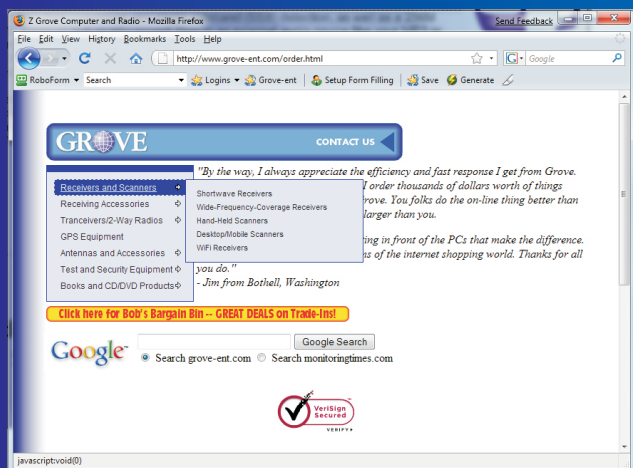 Z Grove Computer and Radio - Mozilla Firefox
Send Feedback
File Edit View History Bookmarks Tools Help
http://www.grove-ent.com/order.html
Google
RoboForm Search Logins Grove-ent Setup Form Filling Save Generate
GROVE
CONTACT US
"By the way, I always appreciate the efficiency and fast response I get from Grove.
I order thousands of dollars worth of things
rove. You folks do the on-line thing better than
larger than you.
ing in front of the PCs that make the difference.
ns of the internet shopping world. Thanks for all
you do."
- Jim from Bothell, Washington
Receivers and Scanners
Receiving Accessories
Tranceivers/2-Way Radios
GPS Equipment
Antennas and Accessories
Test and Security Equipment
Books and CD/DVD Products
Shortwave Receivers
Wide-Frequency-Coverage Receivers
Hand-Held Scanners
Desktop/Mobile Scanners
WiFi Receivers
Click here for Bob's Bargain Bin -- GREAT DEALS on Trade-Ins!
Google
Google Search
Search grove-ent.com Search monitoringtimes.com
VeriSign
Secured
VERIFY
javascript:void(0)